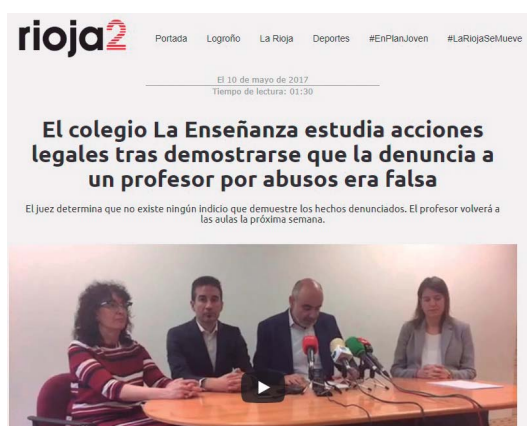 rioja2
Portada Logroño La Rioja Deportes #EnPlanJoven #LaRiojaSeMueve
El 10 de mayo de 2017
Tiempo de lectura: 01:30
El colegio La Enseñanza estudia acciones
legales tras demostrarse que la denuncia a
un profesor por abusos era falsa
El juez determina que no existe ningún indicio que demuestre los hechos denunciados. El profesor volverá a
las aulas la próxima semana.